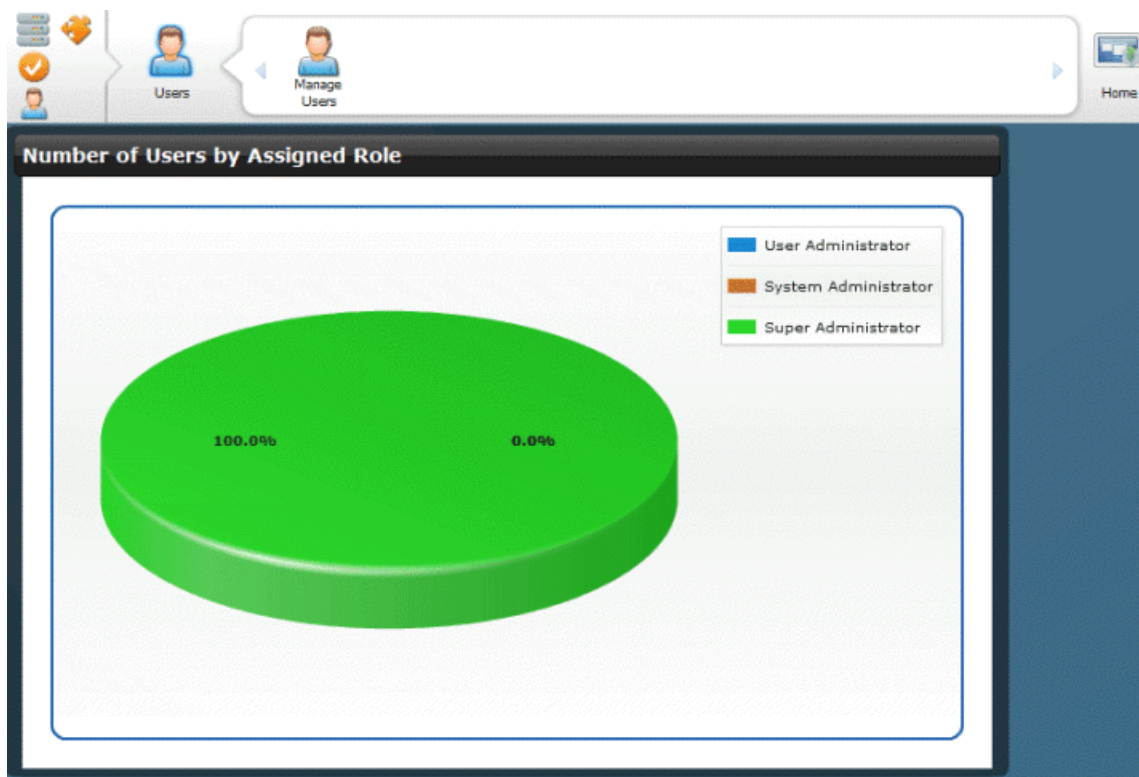 Users
Manage
Users
Home
Number of Users by Assigned Role
User Administrator
System Administrator
Super Administrator
100.0%
0.0%